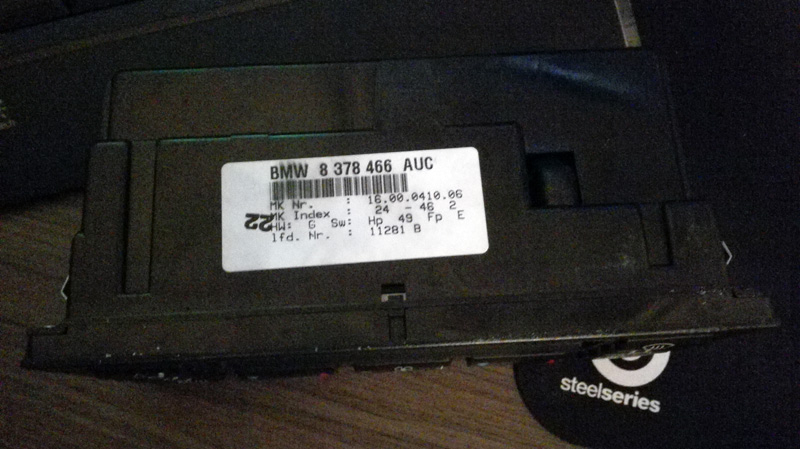 BMW 8 378 466 AUC
MK Nr. : 16.00.0410.06
MK Index : 24 - 46 2
HW: G Sw: Hp 49 Fp E
lfd. Nr. : 11281 B
22
steelseries